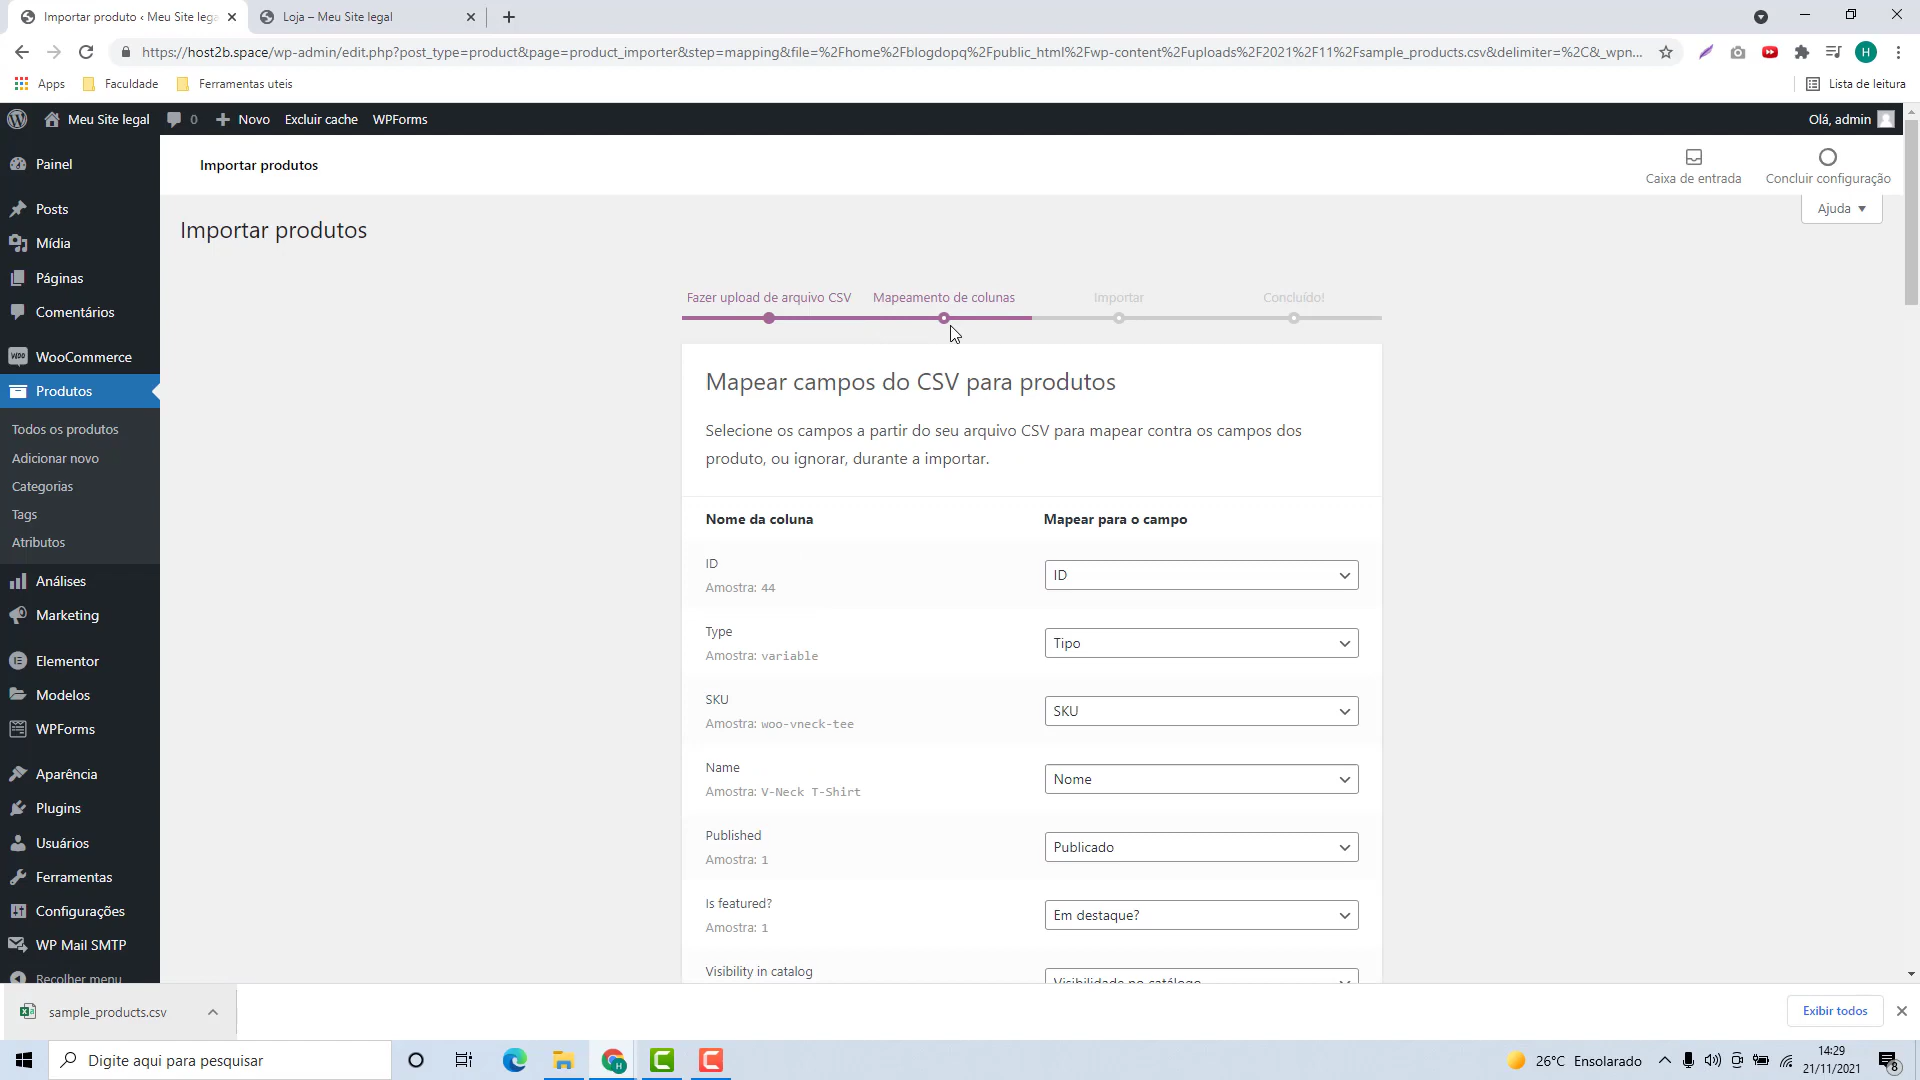 Importar produto ‹ Meu Site lega
Loja – Meu Site legal
https://host2b.space/wp-admin/edit.php?post_type=product&page=product_importer&step=mapping&file=%2Fhome%2Fblogdopq%2Fpublic_html%2Fwp-content%2Fuploads%2F2021%2F11%2Fsample_products.csv&delimiter=%2C&_wpn...
H
Apps
Faculdade
Ferramentas uteis
Lista de leitura
Meu Site legal
0
Novo
Excluir cache
WPForms
Olá, admin
Painel
Posts
Mídia
Páginas
Comentários
WooCommerce
Produtos
Todos os produtos
Adicionar novo
Categorias
Tags
Atributos
Análises
Marketing
Elementor
Modelos
WPForms
Aparência
Plugins
Usuários
Ferramentas
Configurações
WP Mail SMTP
Recolher menu
Importar produtos
Caixa de entrada
Concluir configuração
Ajuda
Importar produtos
Fazer upload de arquivo CSV
Mapeamento de colunas
Importar
Concluído!
Mapear campos do CSV para produtos
Selecione os campos a partir do seu arquivo CSV para mapear contra os campos dos
produto, ou ignorar, durante a importar.
Nome da coluna
Mapear para o campo
ID
Amostra: 44
ID
Type
Amostra: variable
Tipo
SKU
Amostra: woo-vneck-tee
SKU
Name
Amostra: V-Neck T-Shirt
Nome
Published
Amostra: 1
Publicado
Is featured?
Amostra: 1
Em destaque?
Visibility in catalog
Visibilidade no catálogo
sample_products.csv
Exibir todos
Digite aqui para pesquisar
26°C Ensolarado
14:29
21/11/2021
8